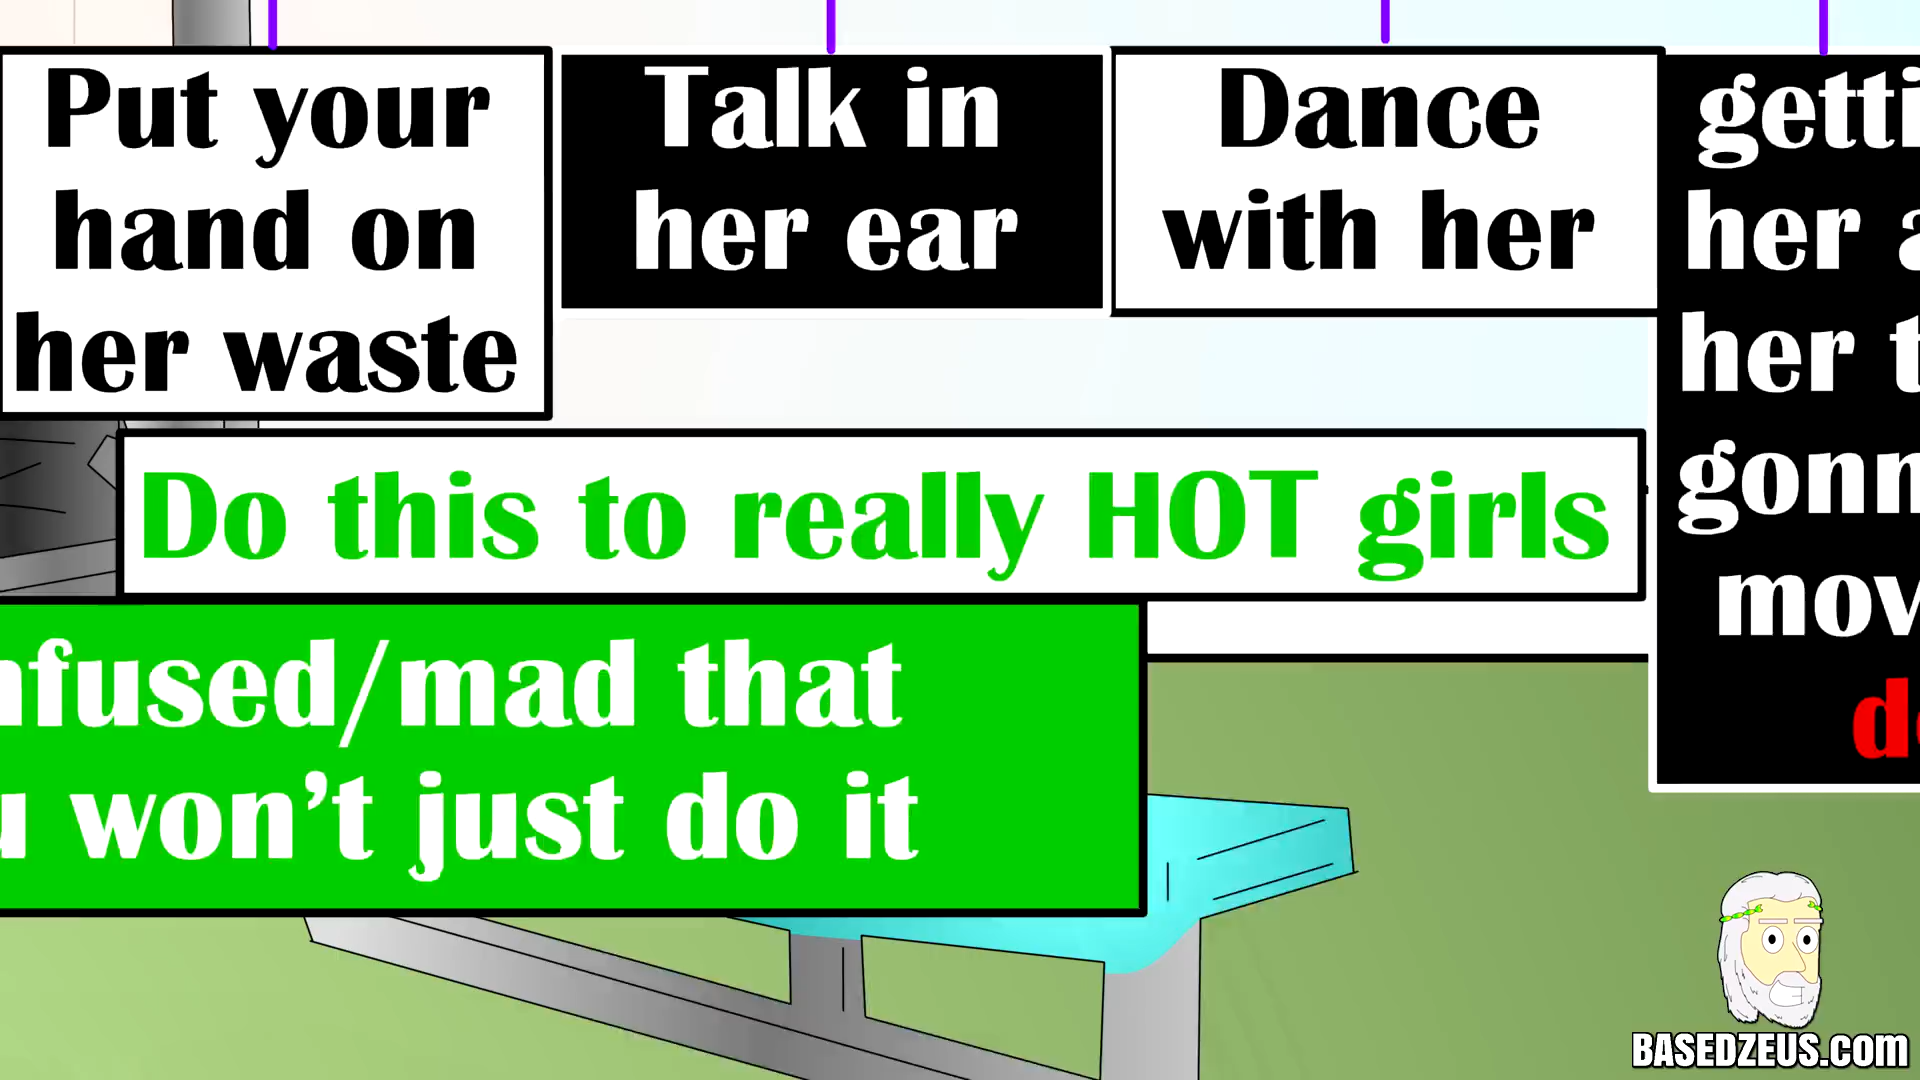 Put your
hand on
her waste
Talk in
her ear
Dance
with her
getti
her a
her t
gonn
mov
d
Do this to really HOT girls
nfused/mad that
u won't just do it
BASEDZEUS.com